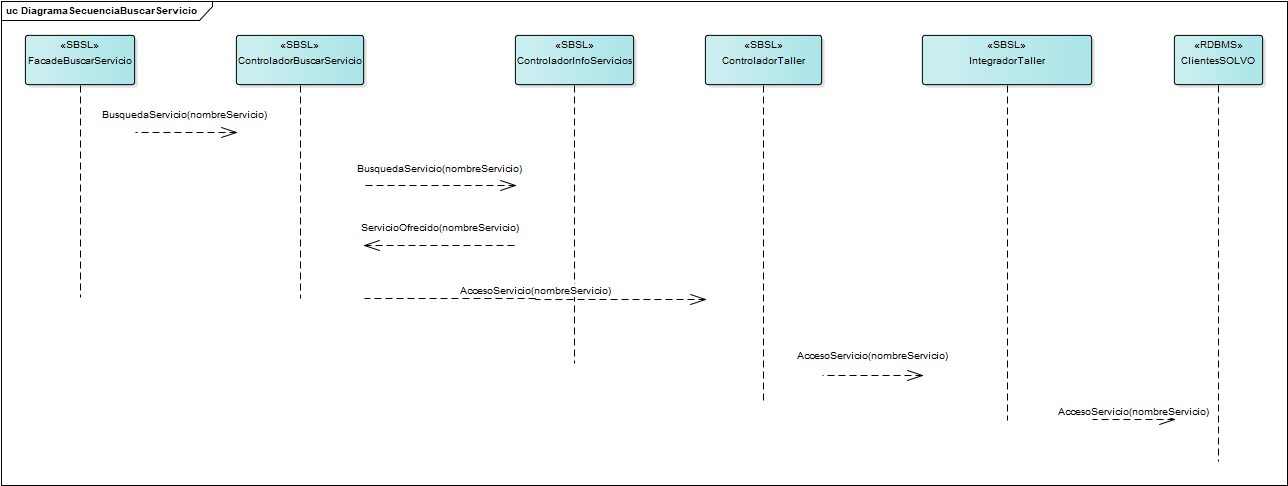 uc DiagramaSecuenciaBuscarServicio
«SBSL»
FacadeBuscarServicio
«SBSL»
ControladorBuscarServicio
«SBSL»
ControladorInfoServicios
«SBSL»
ControladorTaller
«SBSL»
IntegradorTaller
«RDBMS»
ClientesSOLVO
BusquedaServicio(nombreServicio)
BusquedaServicio(nombreServicio)
ServicioOfrecido(nombreServicio)
AccesoServicio(nombreServicio)
AccesoServicio(nombreServicio)
AccesoServicio(nombreServicio)